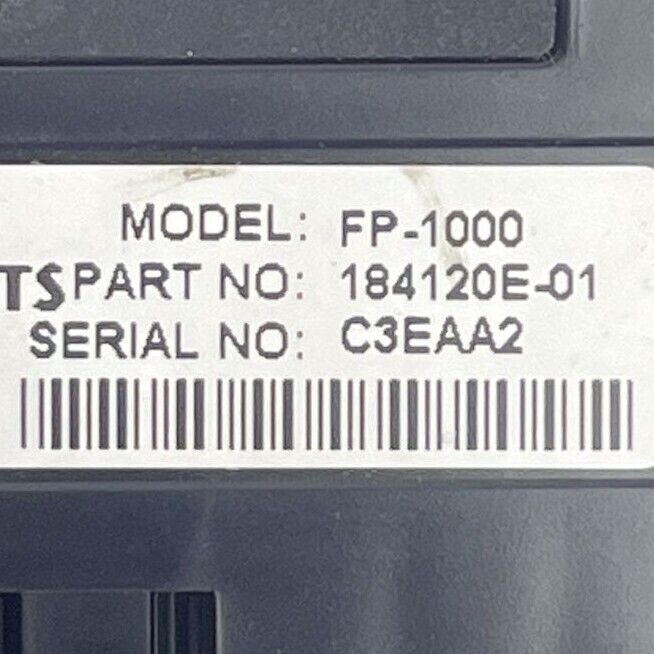 MODEL: FP-1000
TS PART NO: 184120E-01
SERIAL NO: C3EAA2